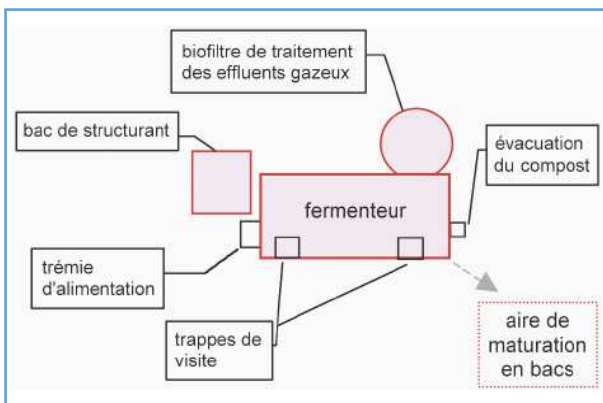 biofiltre de traitement
des effluents gazeux
bac de structurant
évacuation
du compost
fermenteur
trémie
d'alimentation
trappes de
visite
aire de
maturation
en bacs